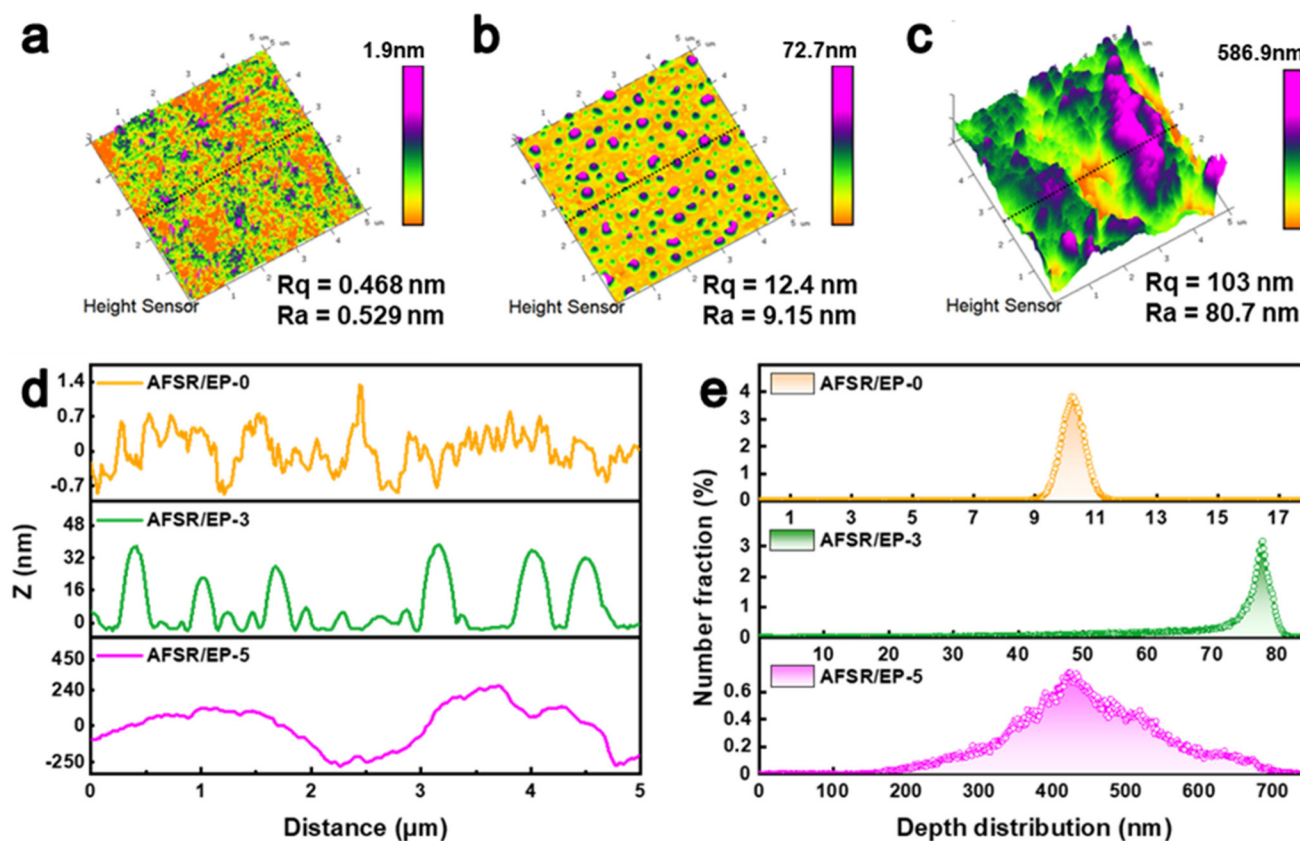 a
1.9nm
Height Sensor
Rq = 0.468 nm
Ra = 0.529 nm
b
72.7nm
Height Sensor
Rq = 12.4 nm
Ra = 9.15 nm
c
586.9nm
Height Sensor
Rq = 103 nm
Ra = 80.7 nm
d
AFSR/EP-0
1.4
0.7
0
-0.7
AFSR/EP-3
48
32
16
0
AFSR/EP-5
450
240
0
-250
Z (nm)
0 1 2 3 4 5
Distance (μm)
e
AFSR/EP-0
4
3
2
1
0
1 3 5 7 9 11 13 15 17
AFSR/EP-3
3
2
1
0
10 20 30 40 50 60 70 80
AFSR/EP-5
0.6
0.4
0.2
0
0 100 200 300 400 500 600 700
Number fraction (%)
Depth distribution (nm)